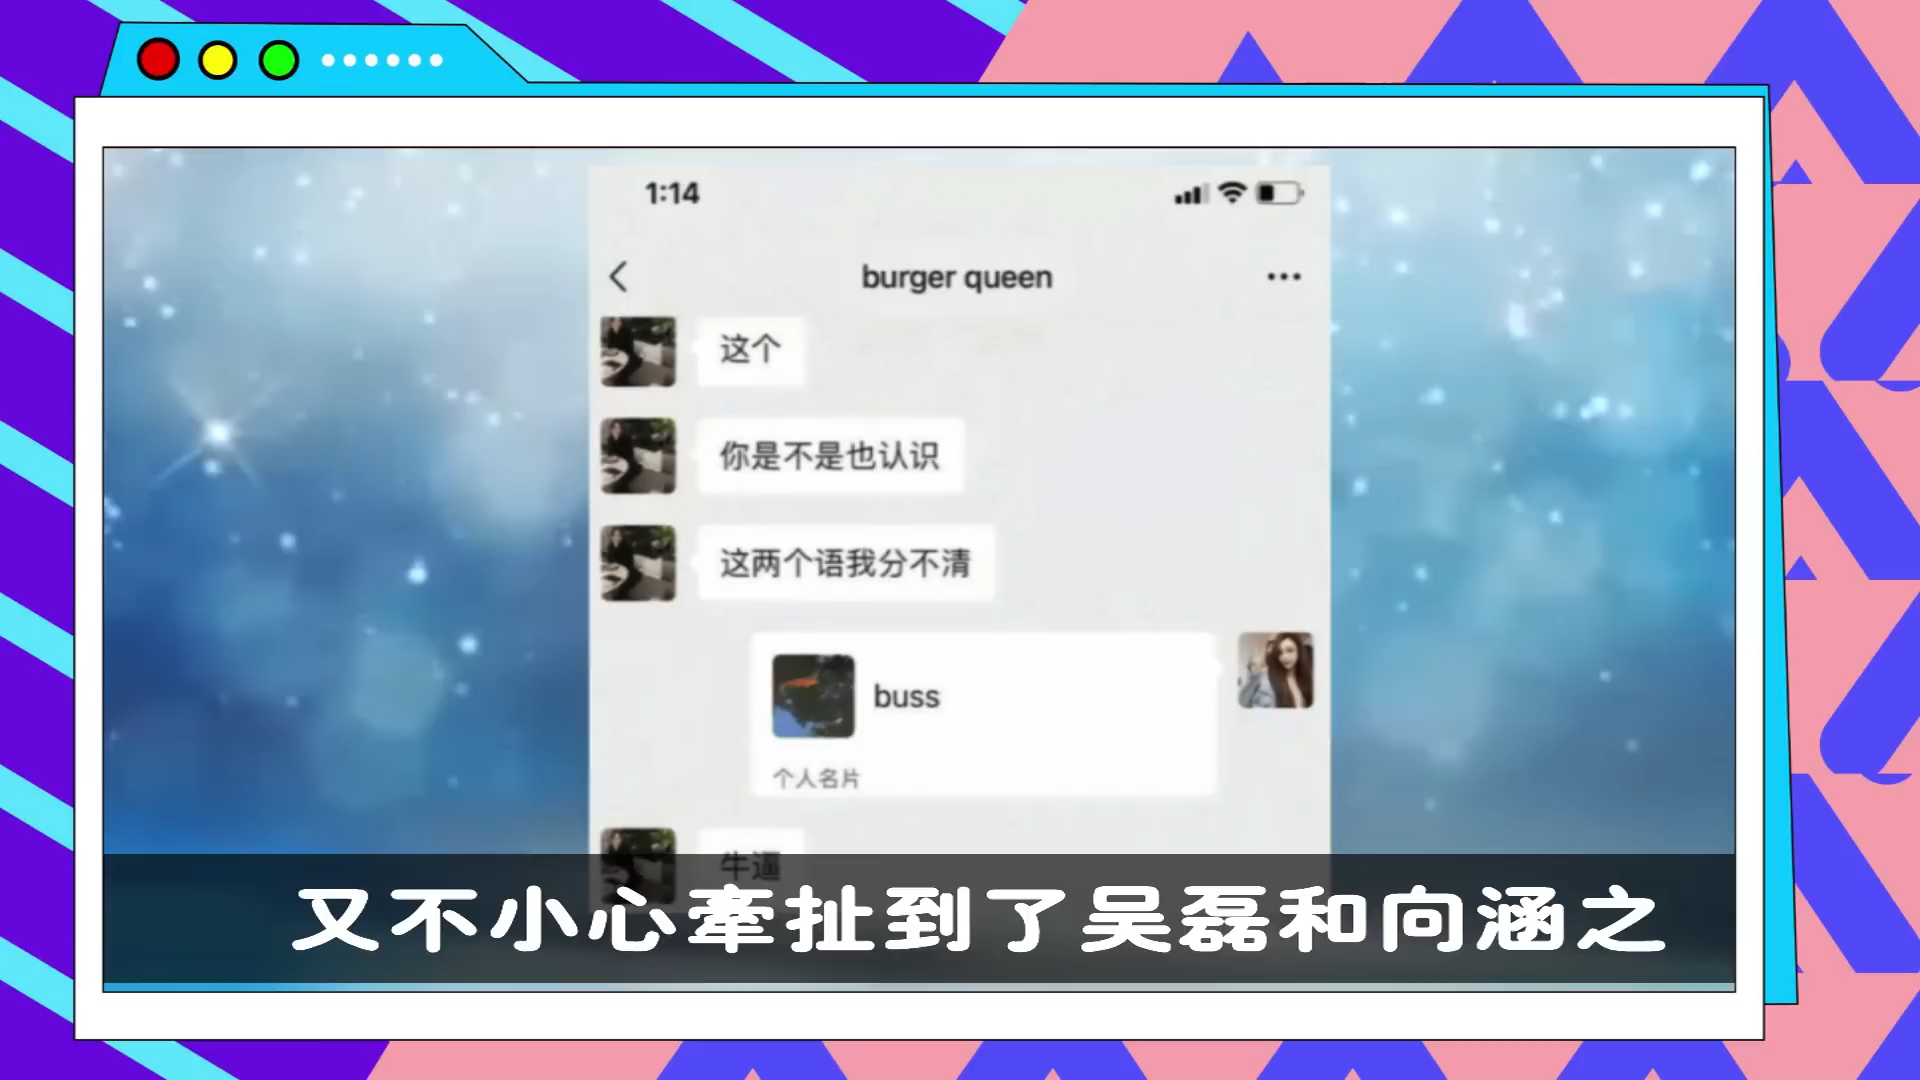 1:14
burger queen
这个
你是不是也认识
这两个语我分不清
buss
个人名片
牛逼
又不小心牵扯到了吴磊和向涵之